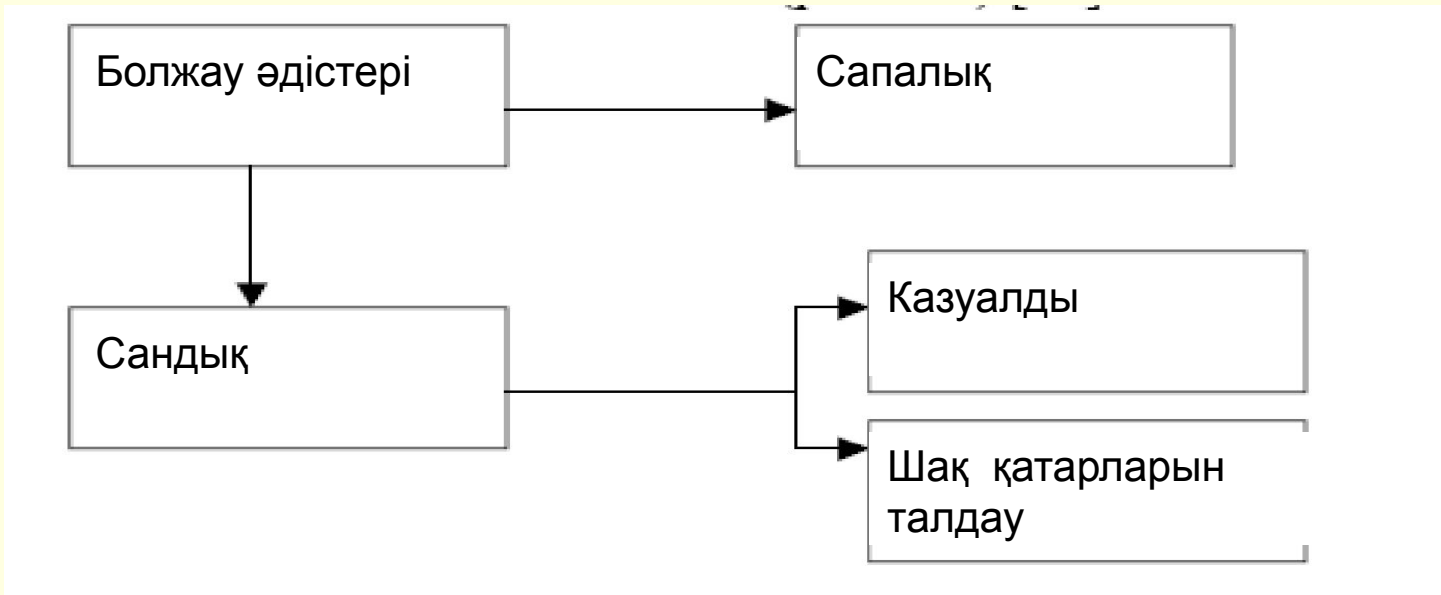 Болжау әдістері
Сапалық
Казуалды
Сандық
Шақ қатарларын
талдау